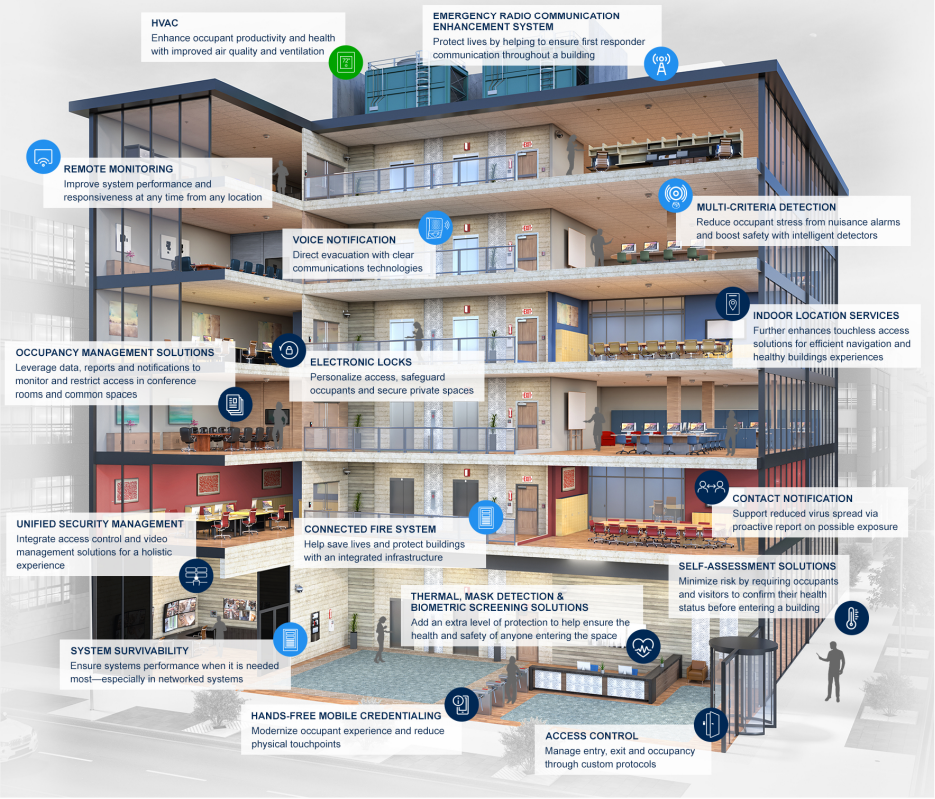 HVAC
Enhance occupant productivity and health
with improved air quality and ventilation
EMERGENCY RADIO COMMUNICATION
ENHANCEMENT SYSTEM
Protect lives by helping to ensure first responder
communication throughout a building
REMOTE MONITORING
Improve system performance and
responsiveness at any time from any location
MULTI-CRITERIA DETECTION
Reduce occupant stress from nuisance alarms
and boost safety with intelligent detectors
VOICE NOTIFICATION
Direct evacuation with clear
communications technologies
INDOOR LOCATION SERVICES
Further enhances touchless access
solutions for efficient navigation and
healthy buildings experiences
OCCUPANCY MANAGEMENT SOLUTIONS
Leverage data, reports and notifications to
monitor and restrict access in conference
rooms and common spaces
ELECTRONIC LOCKS
Personalize access, safeguard
occupants and secure private spaces
CONTACT NOTIFICATION
Support reduced virus spread via
proactive report on possible exposure
UNIFIED SECURITY MANAGEMENT
Integrate access control and video
management solutions for a holistic
experience
CONNECTED FIRE SYSTEM
Help save lives and protect buildings
with an integrated infrastructure
SELF-ASSESSMENT SOLUTIONS
Minimize risk by requiring occupants
and visitors to confirm their health
status before entering a building
THERMAL, MASK DETECTION &
BIOMETRIC SCREENING SOLUTIONS
Add an extra level of protection to help ensure the
health and safety of anyone entering the space
SYSTEM SURVIVABILITY
Ensure systems performance when it is needed
most—especially in networked systems
HANDS-FREE MOBILE CREDENTIALING
Modernize occupant experience and reduce
physical touchpoints
ACCESS CONTROL
Manage entry, exit and occupancy
through custom protocols